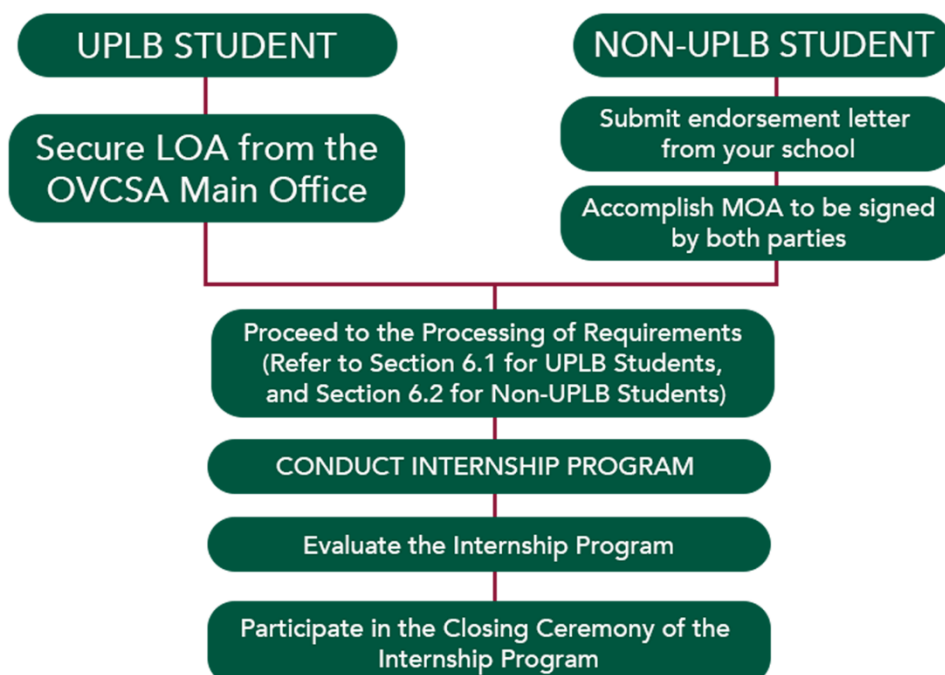 UPLB STUDENT
Secure LOA from the
OVCSA Main Office
NON-UPLB STUDENT
Submit endorsement letter
from your school
Accomplish MOA to be signed
by both parties
Proceed to the Processing of Requirements
(Refer to Section 6.1 for UPLB Students,
and Section 6.2 for Non-UPLB Students)
CONDUCT INTERNSHIP PROGRAM
Evaluate the Internship Program
Participate in the Closing Ceremony of the
Internship Program